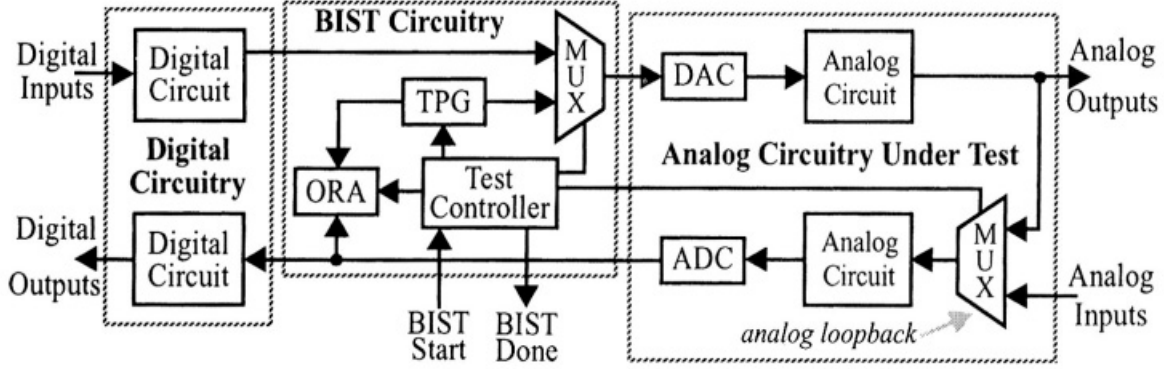 BIST Circuitry
Digital
Inputs
Digital
Circuit
MUX
DAC
Analog
Circuit
Analog
Outputs
TPG
Digital
Circuitry
Analog Circuitry Under Test
ORA
Test
Controller
Digital
Outputs
Digital
Circuit
ADC
Analog
Circuit
MUX
Analog
Inputs
analog loopback
BIST
Start
BIST
Done